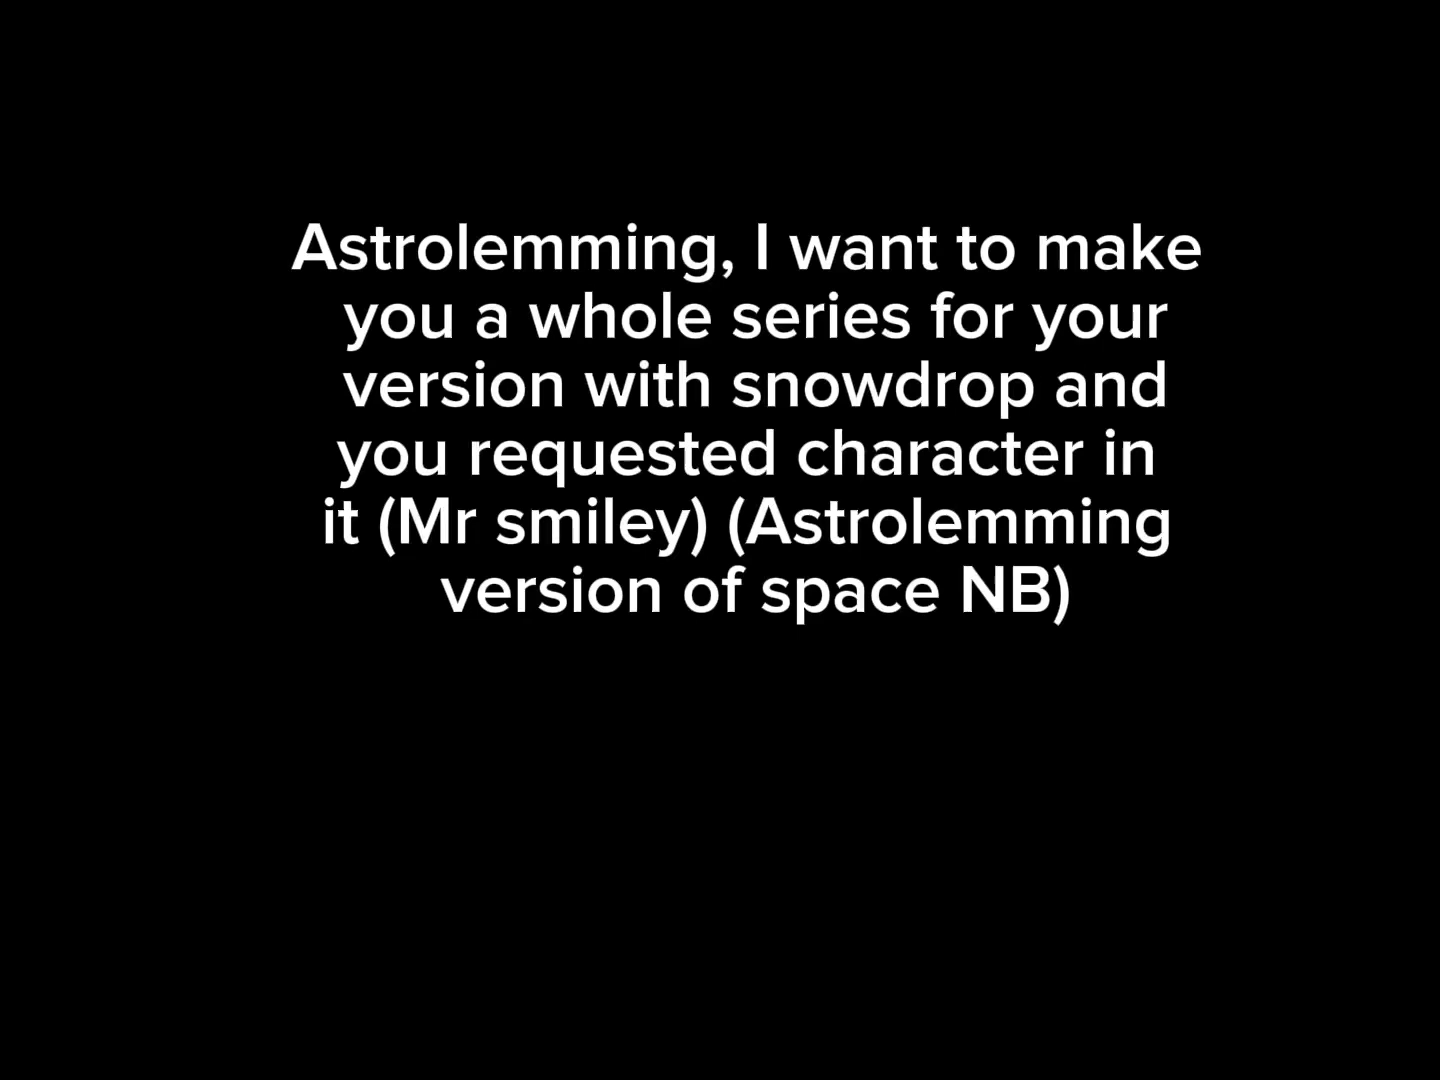 Astrolemming, I want to make
you a whole series for your
version with snowdrop and
you requested character in
it (Mr smiley) (Astrolemming
version of space NB)